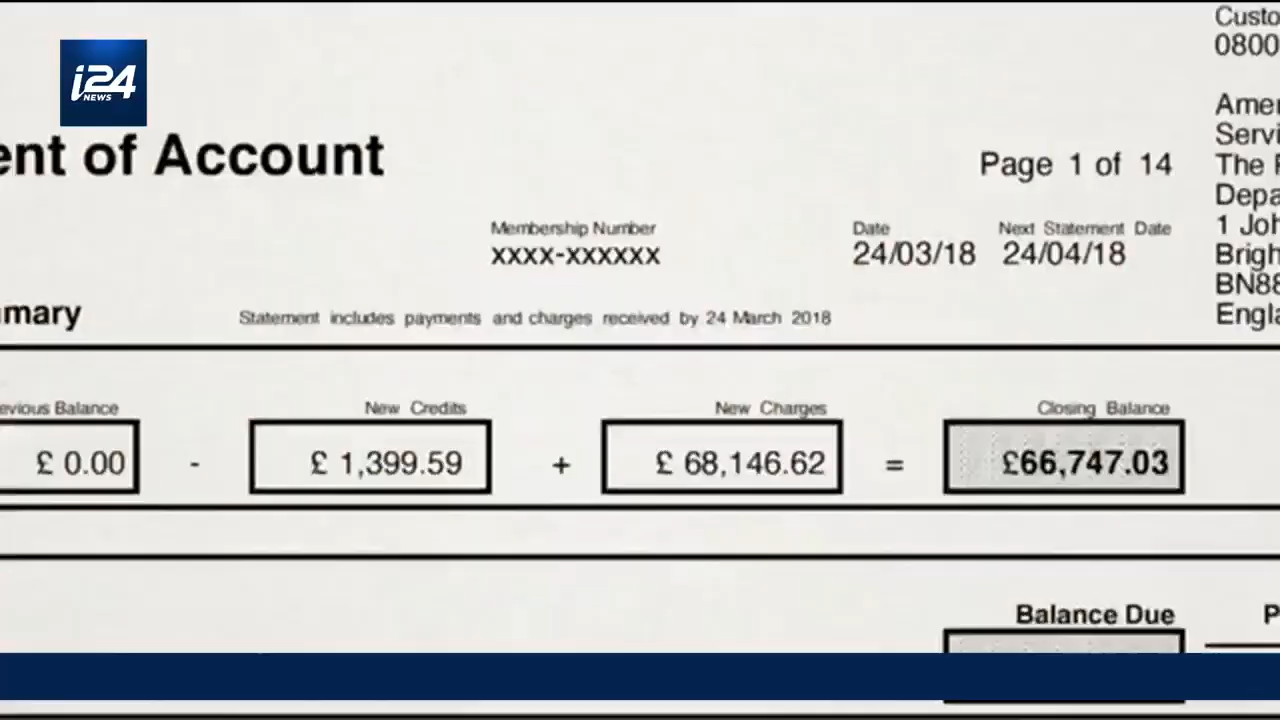 i24
NEWS
Custo
0800
ent of Account
Page 1 of 14
Amer
Servi
The
Depa
1 Joh
Brigh
BN88
Engla
Membership Number
xxxx-xxxxxx
Date
24/03/18
Next Statement Date
24/04/18
mmary
Statement includes payments and charges received by 24 March 2018
evious Balance
New Credits
New Charges
Closing Balance
£ 0.00 - £ 1,399.59 + £ 68,146.62 = £66,747.03
Balance Due
P